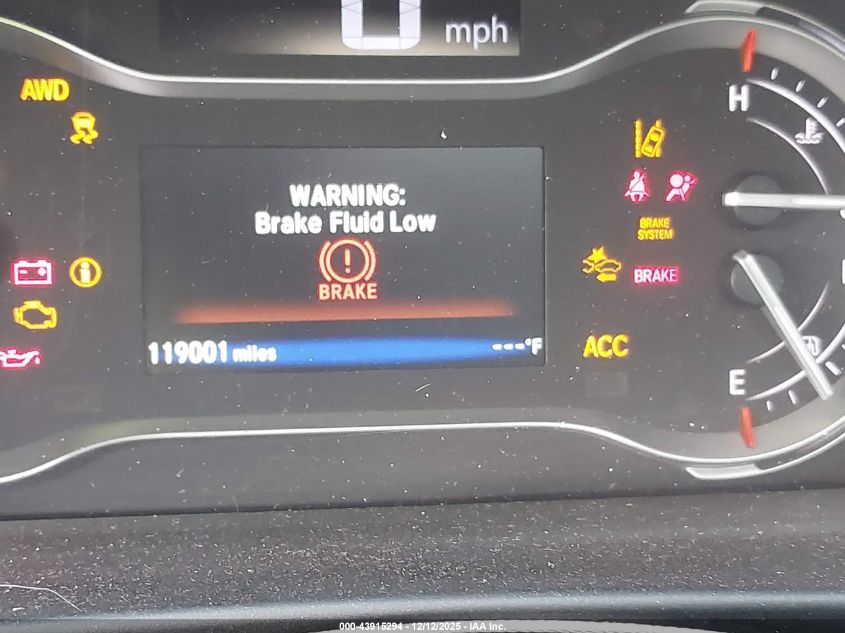 0 mph
AWD
H
WARNING:
Brake Fluid Low
BRAKE
BRAKE
SYSTEM
BRAKE
119001 miles
---°F
ACC
E
000-43915294 - 12/12/2025 - IAA Inc.